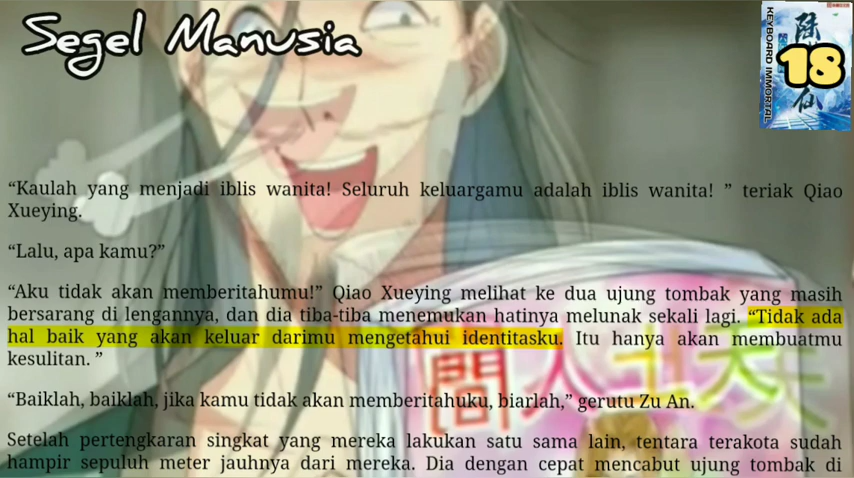 Segel Manusia
KEYBOARD IMMORTAL
18
“Kaulah yang menjadi iblis wanita! Seluruh keluargamu adalah iblis wanita! ” teriak Qiao
Xueying.
“Lalu, apa kamu?”
“Aku tidak akan memberitahumu!” Qiao Xueying melihat ke dua ujung tombak yang masih
bersarang di lengannya, dan dia tiba-tiba menemukan hatinya melunak sekali lagi. “Tidak ada
hal baik yang akan keluar darimu mengetahui identitasku. Itu hanya akan membuatmu
kesulitan. ”
“Baiklah, baiklah, jika kamu tidak akan memberitahuku, biarlah,” gerutu Zu An.
Setelah pertengkaran singkat yang mereka lakukan satu sama lain, tentara terakota sudah
hampir sepuluh meter jauhnya dari mereka. Dia dengan cepat mencabut ujung tombak di